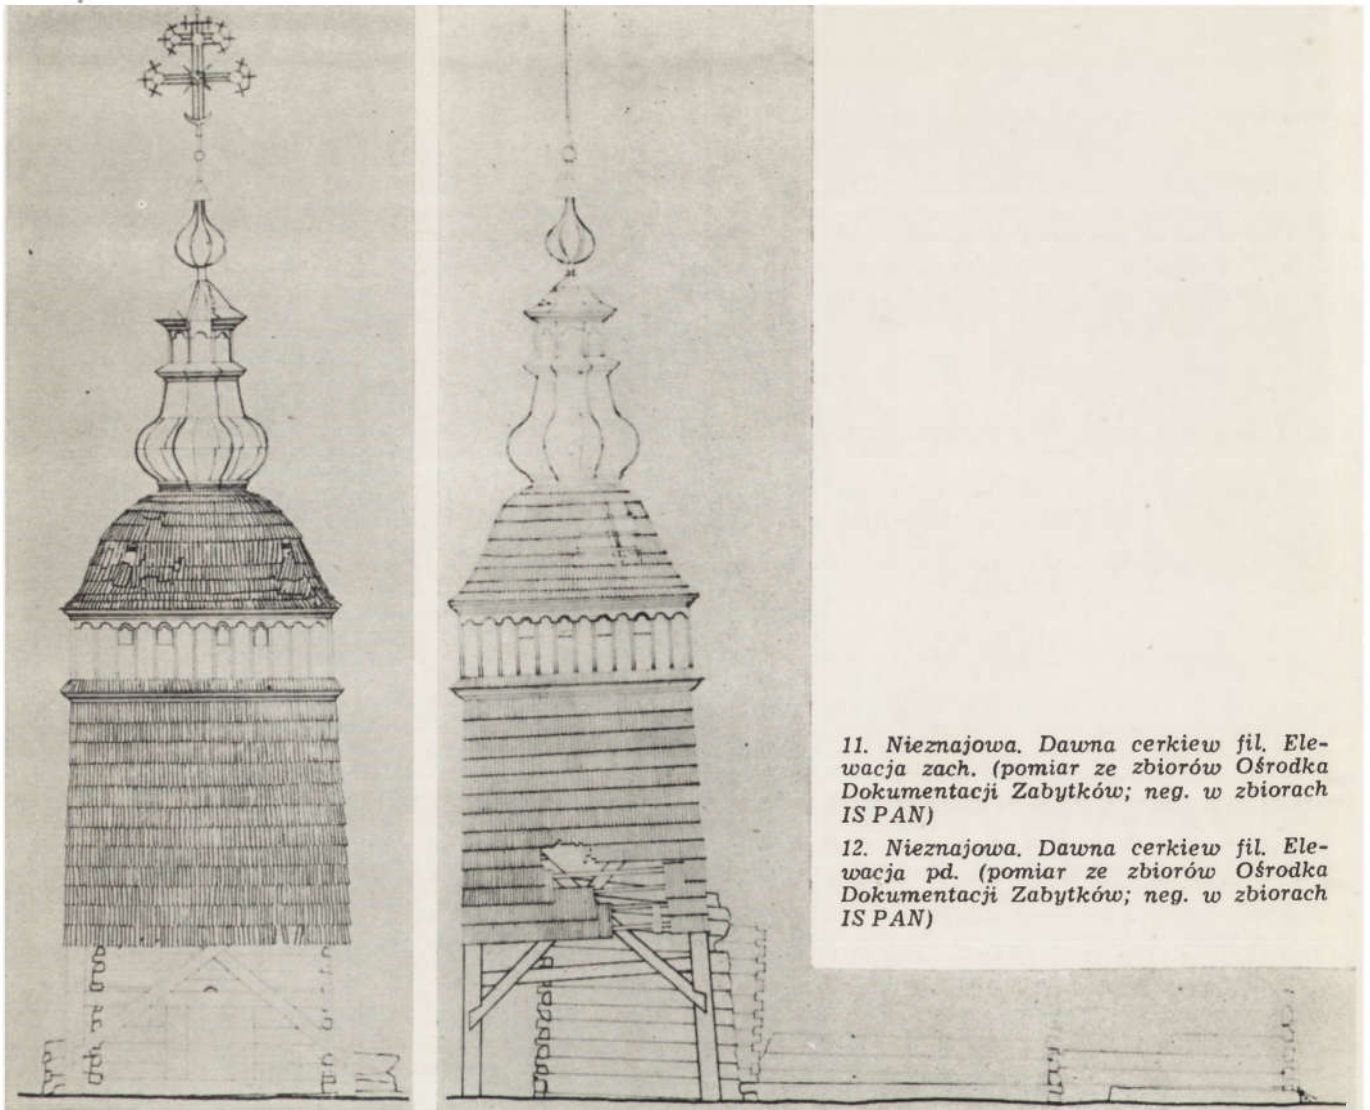 11. Nieznajowa. Dawna cerkiew fil. Ele-
wacja zach. (pomiar ze zbiorów Ośrodka
Dokumentacji Zabytków; neg. w zbiorach
IS PAN)
12. Nieznajowa. Dawna cerkiew fil. Ele-
wacja pd. (pomiar ze zbiorów Ośrodka
Dokumentacji Zabytków; neg. w zbiorach
IS PAN)